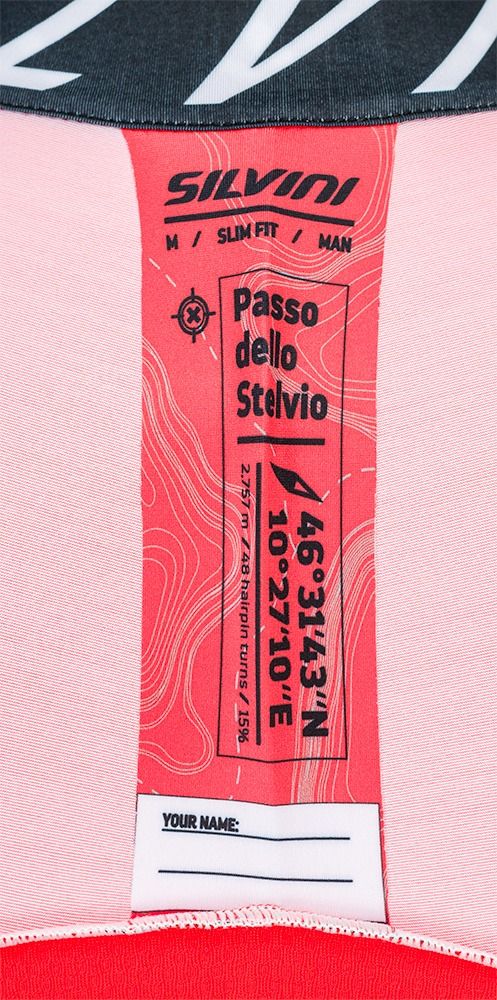 SILVINI
M / SLIM FIT / MAN
Passo
dello
Stelvio
46°31'43"N
10°27'10"E
2.757 m / 48 hairpin turns / 15%
YOUR NAME: